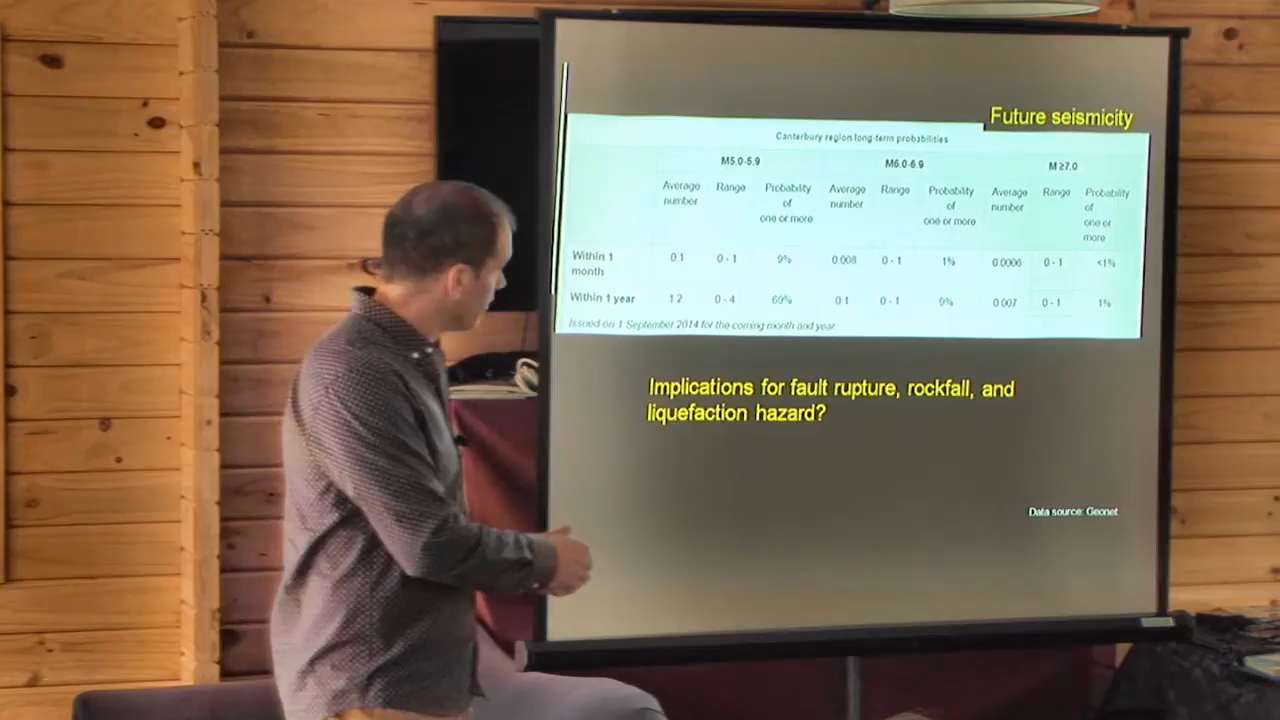 Future seismicity
Canterbury region long term probabilities
M5.0-5.9 M6.0-6.9 M ≥7.0
Average number Range Probability of one or more Average number Range Probability of one or more Average number Range Probability of one or more
Within 1 month 0.1 0 - 1 9% 0.008 0 - 1 1% 0.0006 0 - 1 <1%
Within 1 year 1.2 0 - 4 69% 0.1 0 - 1 9% 0.007 0 - 1 1%
Issued on 1 September 2014 for the coming month and year.
Implications for fault rupture, rockfall, and
liquefaction hazard?
Data source: Geonet